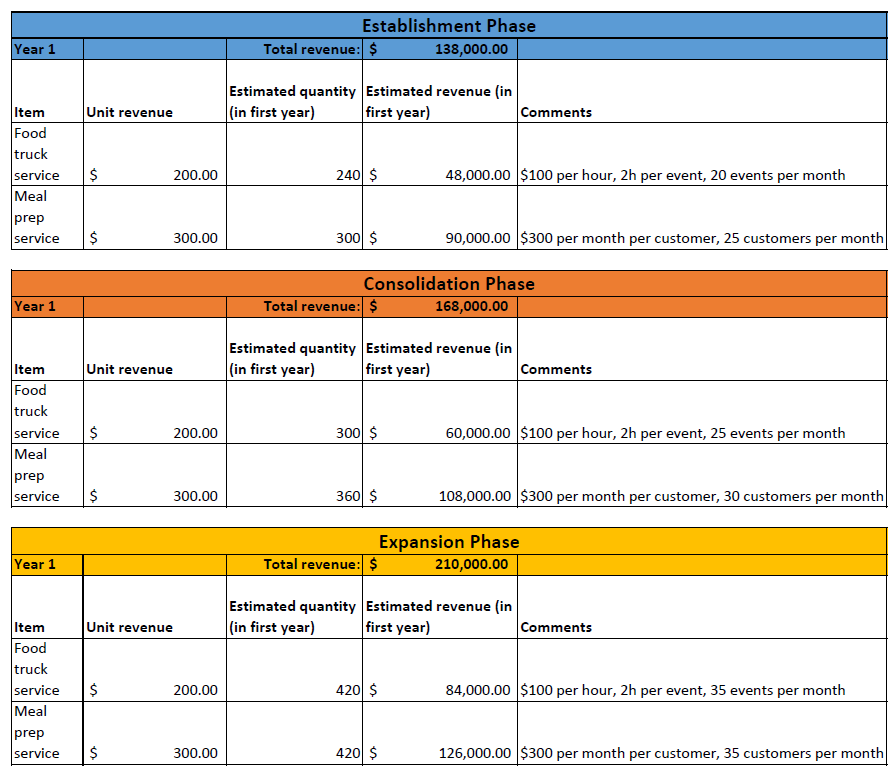 Establishment Phase
Year 1 Total revenue: $ 138,000.00
Estimated quantity Estimated revenue (in
Item Unit revenue (in first year) first year) Comments
Food
truck
service $ 200.00 240 $ 48,000.00 $100 per hour, 2h per event, 20 events per month
Meal
prep
service $ 300.00 300 $ 90,000.00 $300 per month per customer, 25 customers per month
Consolidation Phase
Year 1 Total revenue: $ 168,000.00
Estimated quantity Estimated revenue (in
Item Unit revenue (in first year) first year) Comments
Food
truck
service $ 200.00 300 $ 60,000.00 $100 per hour, 2h per event, 25 events per month
Meal
prep
service $ 300.00 360 $ 108,000.00 $300 per month per customer, 30 customers per month
Expansion Phase
Year 1 Total revenue: $ 210,000.00
Estimated quantity Estimated revenue (in
Item Unit revenue (in first year) first year) Comments
Food
truck
service $ 200.00 420 $ 84,000.00 $100 per hour, 2h per event, 35 events per month
Meal
prep
service $ 300.00 420 $ 126,000.00 $300 per month per customer, 35 customers per month